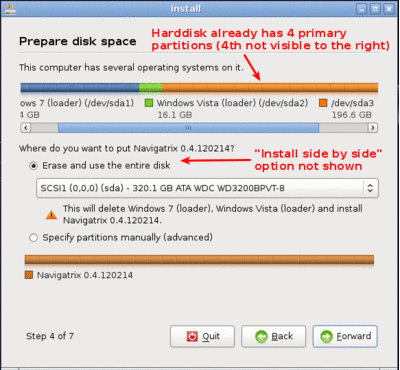 Install
Prepare disk space
Harddisk already has 4 primary
partitions (4th not visible to the right)
This computer has several operating systems on it.
ows 7 (loader) (/dev/sda1)
Windows Vista (loader) (/dev/sda2)
/dev/sda3
GB
16.1 GB
196.6 GB
Where do you want to put Navigatrix 0.4.120214?
Erase and use the entire disk
"Install side by side"
option not shown
SCSI1 (0,0,0) (sda) - 320.1 GB ATA WDC WD3200BPVT-8
This will delete Windows 7 (loader), Windows Vista (loader) and install
Navigatrix 0.4.120214.
Specify partitions manually (advanced)
Navigatrix 0.4.120214
Step 4 of 7
Quit
Back
Forward